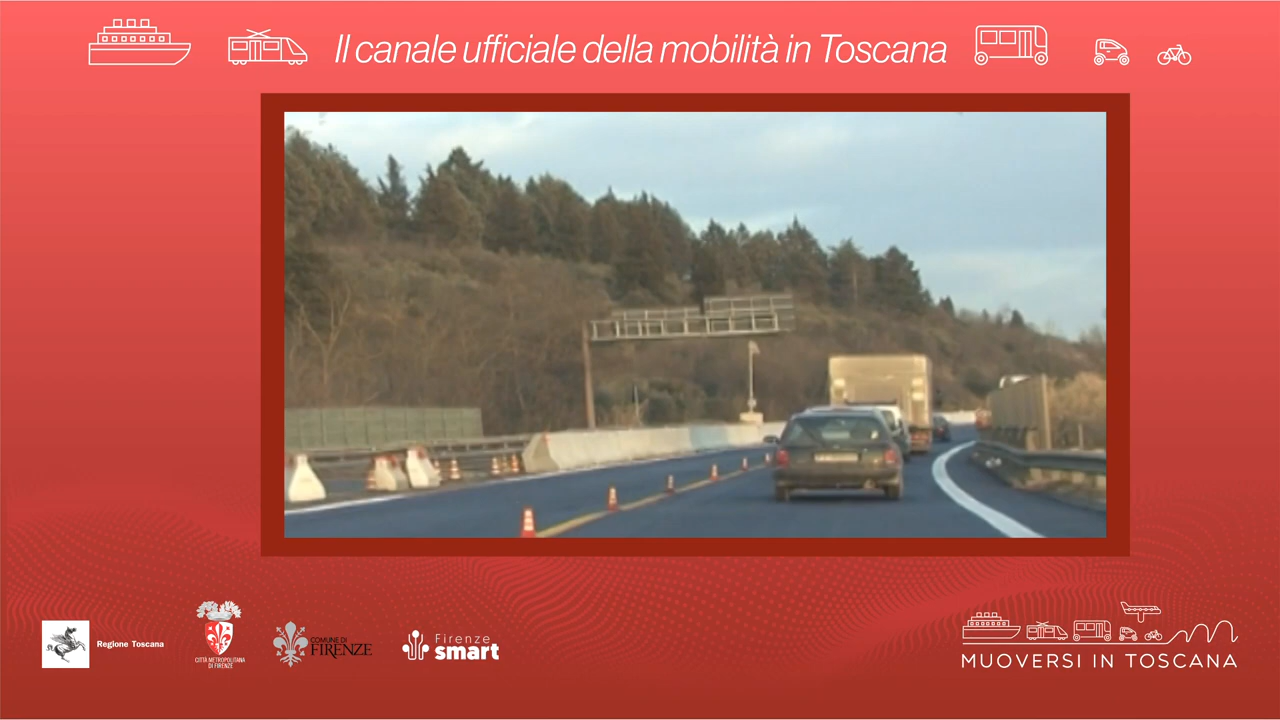 Il canale ufficiale della mobilità in Toscana
Regione Toscana
CITTÀ METROPOLITANA
DI FIRENZE
COMUNE DI
FIRENZE
Firenze
smart
MUOVERSI IN TOSCANA